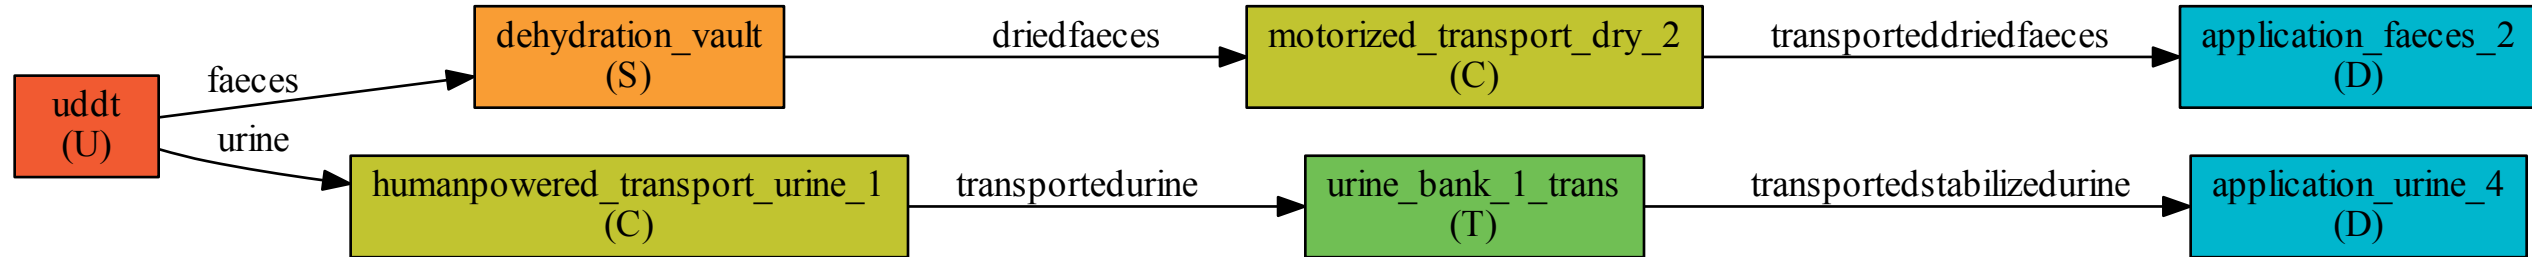 uddt
(U)
faeces
urine
dehydration_vault
(S)
driedfaeces
motorized_transport_dry_2
(C)
transporteddriedfaeces
application_faeces_2
(D)
humanpowered_transport_urine_1
(C)
transportedurine
urine_bank_1_trans
(T)
transportedstabilizedurine
application_urine_4
(D)